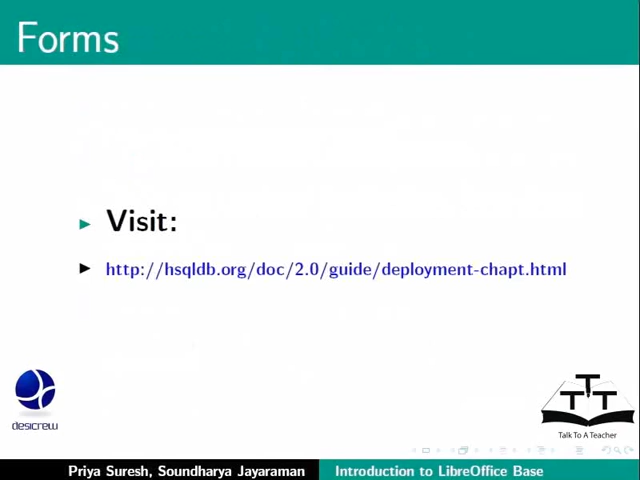 Forms
Visit:
http://hsqldb.org/doc/2.0/guide/deployment-chapt.html
desicrew
T
T T
Talk To A Teacher
Priya Suresh, Soundharya Jayaraman
Introduction to LibreOffice Base